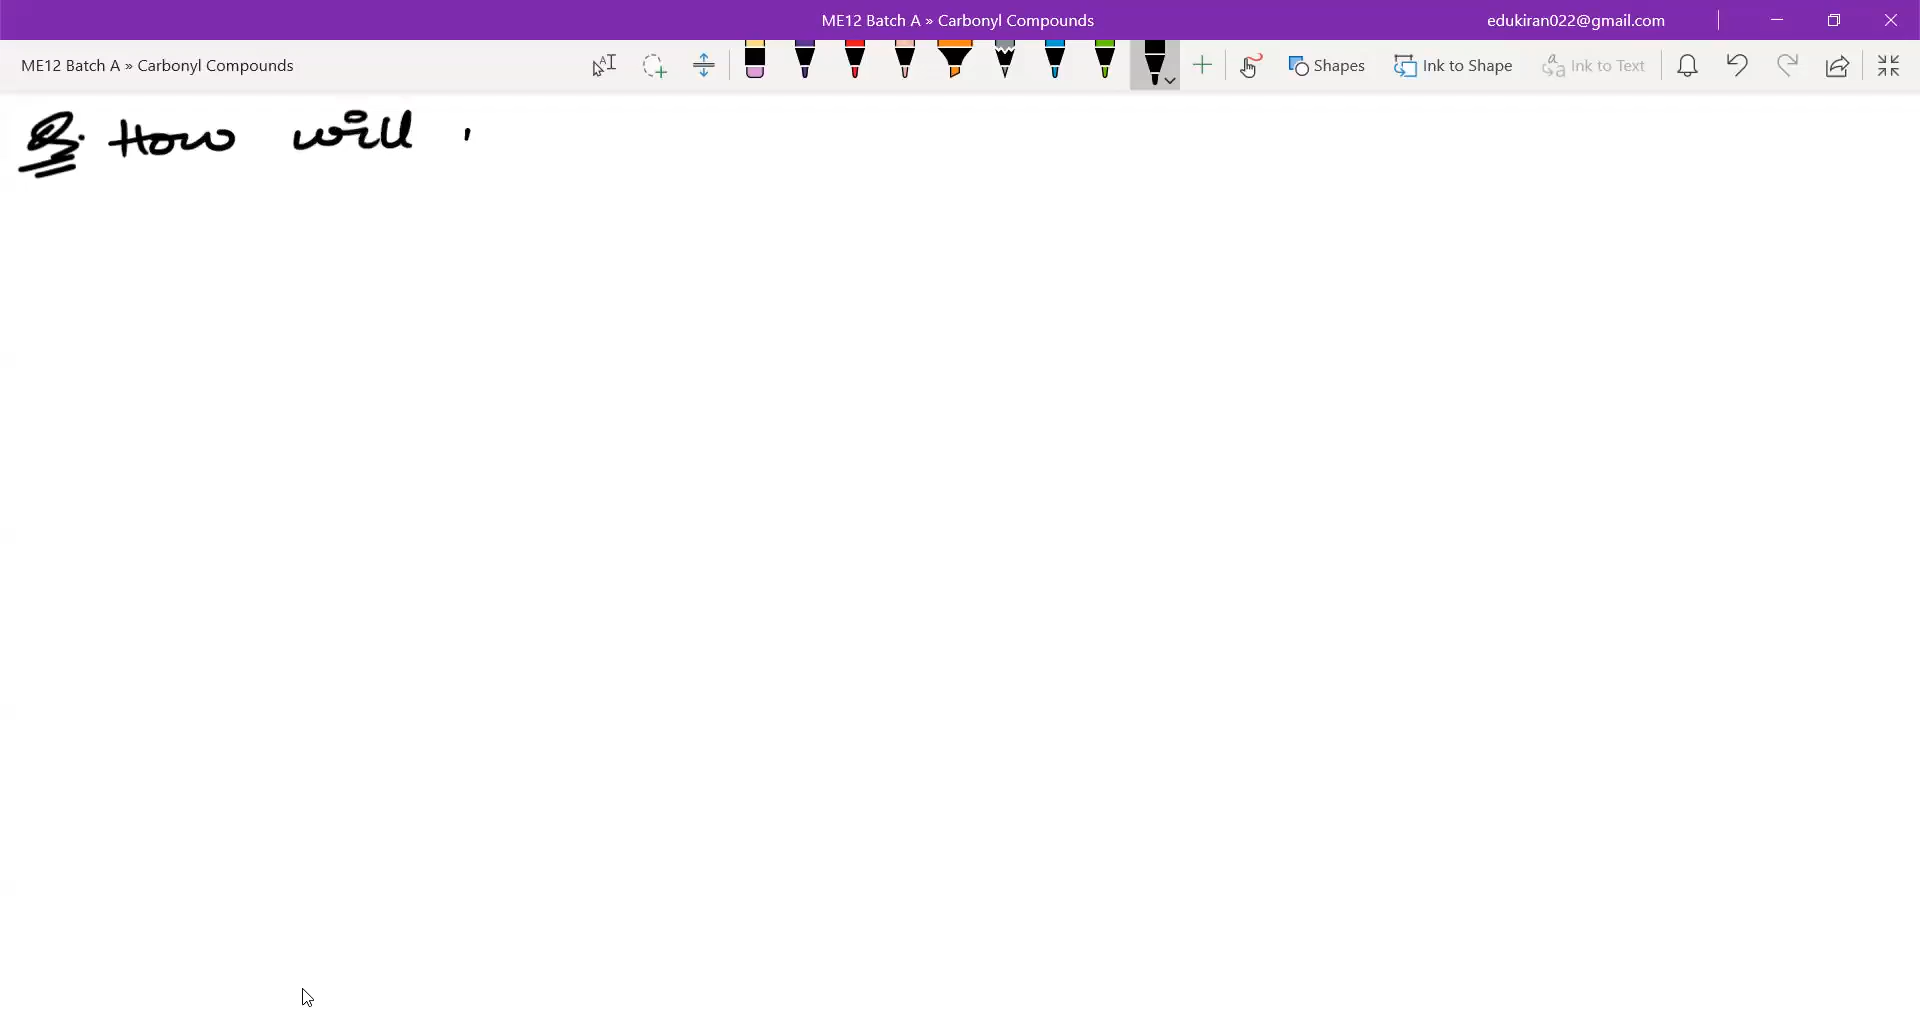 ME12 Batch A » Carbonyl Compounds edukiran022@gmail.com
ME12 Batch A » Carbonyl Compounds Shapes Ink to Shape Ink to Text
Q. How will